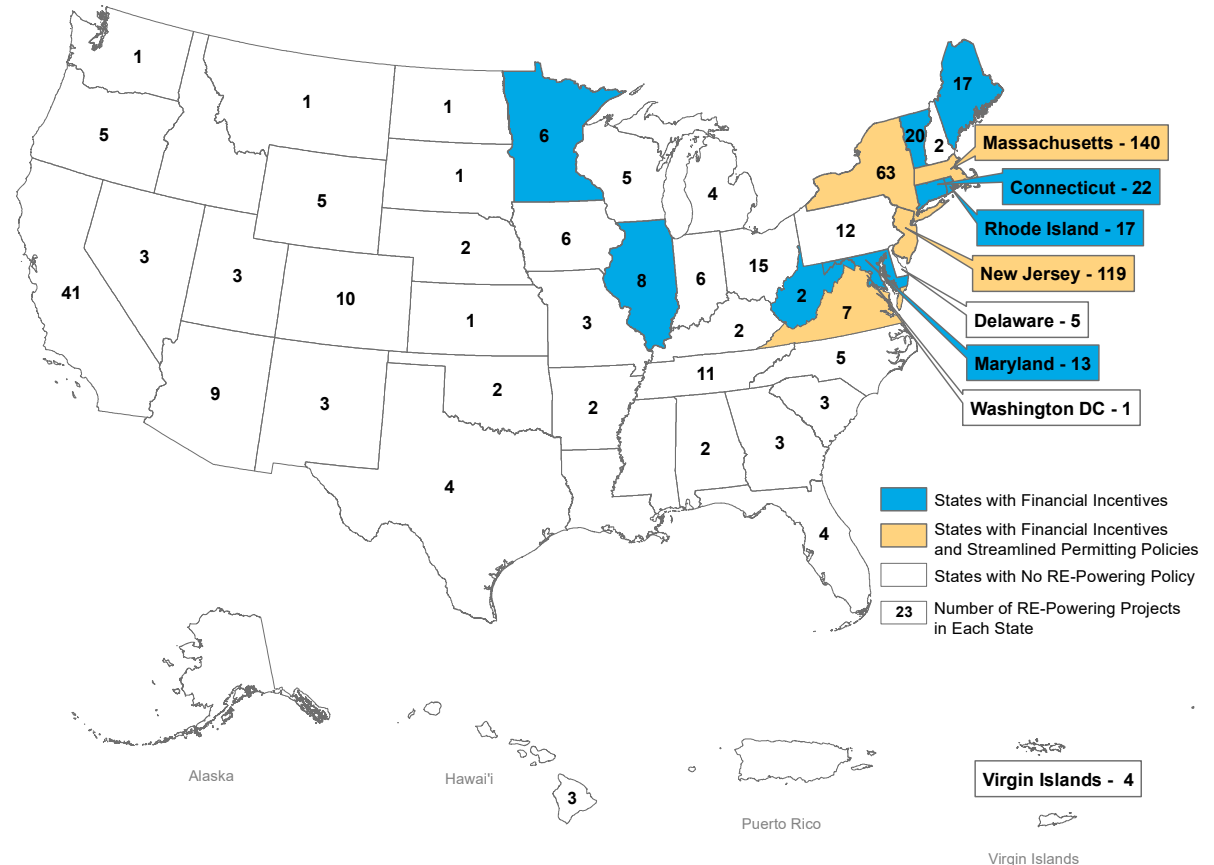 1
1
1
17
5
6
20
2
Massachusetts - 140
1
5
4
63
Connecticut - 22
5
Rhode Island - 17
6
12
2
3
New Jersey - 119
3
15
8
6
41
10
2
7
Delaware - 5
1
3
2
5
Maryland - 13
11
9
2
3
2
3
Washington DC - 1
2
3
4
States with Financial Incentives
4
States with Financial Incentives
and Streamlined Permitting Policies
States with No RE-Powering Policy
23 Number of RE-Powering Projects
in Each State
Alaska
Hawai'i
3
Puerto Rico
Virgin Islands - 4
Virgin Islands